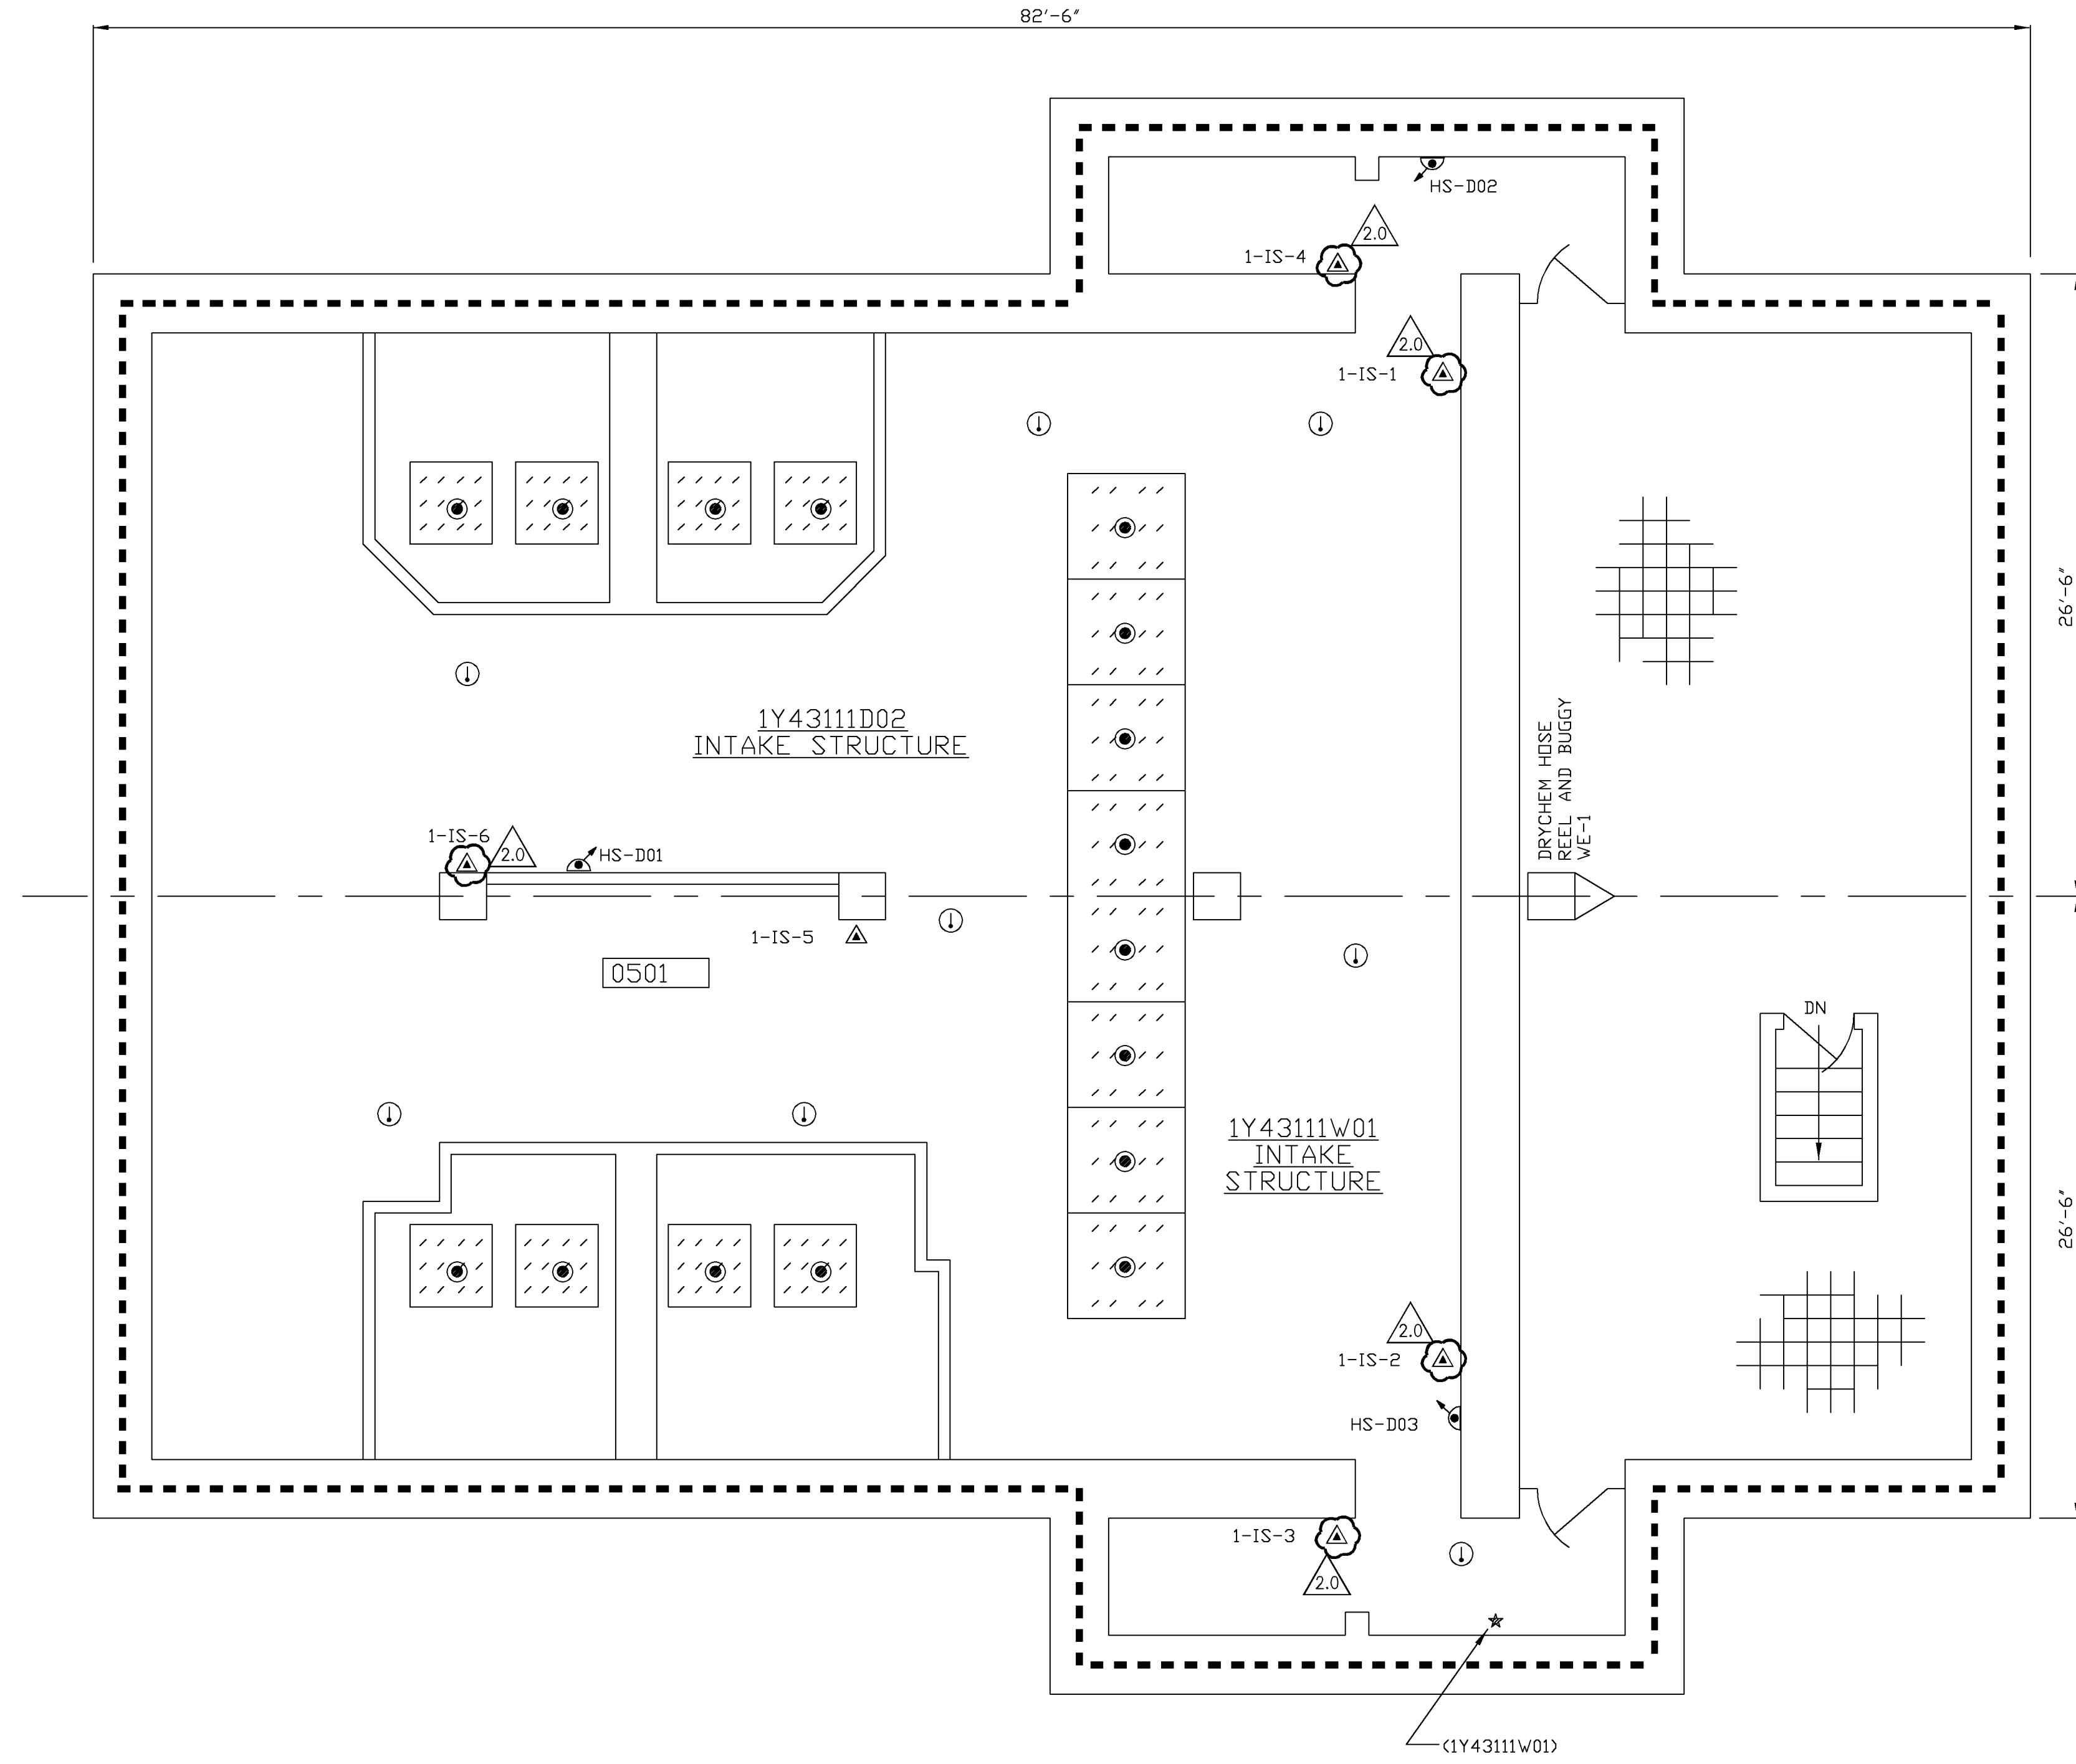 82'-6"
HS-D02
2.0
1-IS-4
2.0
1-IS-1
26'-6"
1Y43111D02
INTAKE STRUCTURE
DRYCHEM HOSE
REEL AND BUGGY
WE-1
1-IS-6
2.0
HS-D01
1-IS-5
0501
DN
1Y43111W01
INTAKE
STRUCTURE
26'-6"
2.0
1-IS-2
HS-D03
1-IS-3
2.0
(1Y43111W01)